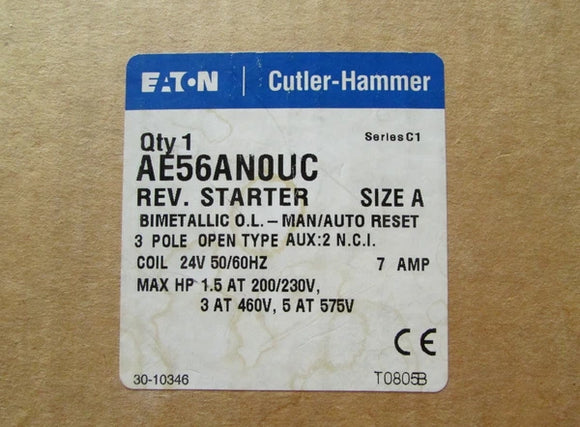 EATON | Cutler-Hammer
Qty 1 Series C1
AE56AN0UC
REV. STARTER SIZE A
BIMETALLIC O.L. - MAN/AUTO RESET
3 POLE OPEN TYPE AUX:2 N.C.I.
COIL 24V 50/60HZ 7 AMP
MAX HP 1.5 AT 200/230V,
3 AT 460V, 5 AT 575V
CE
30-10346 T0805B